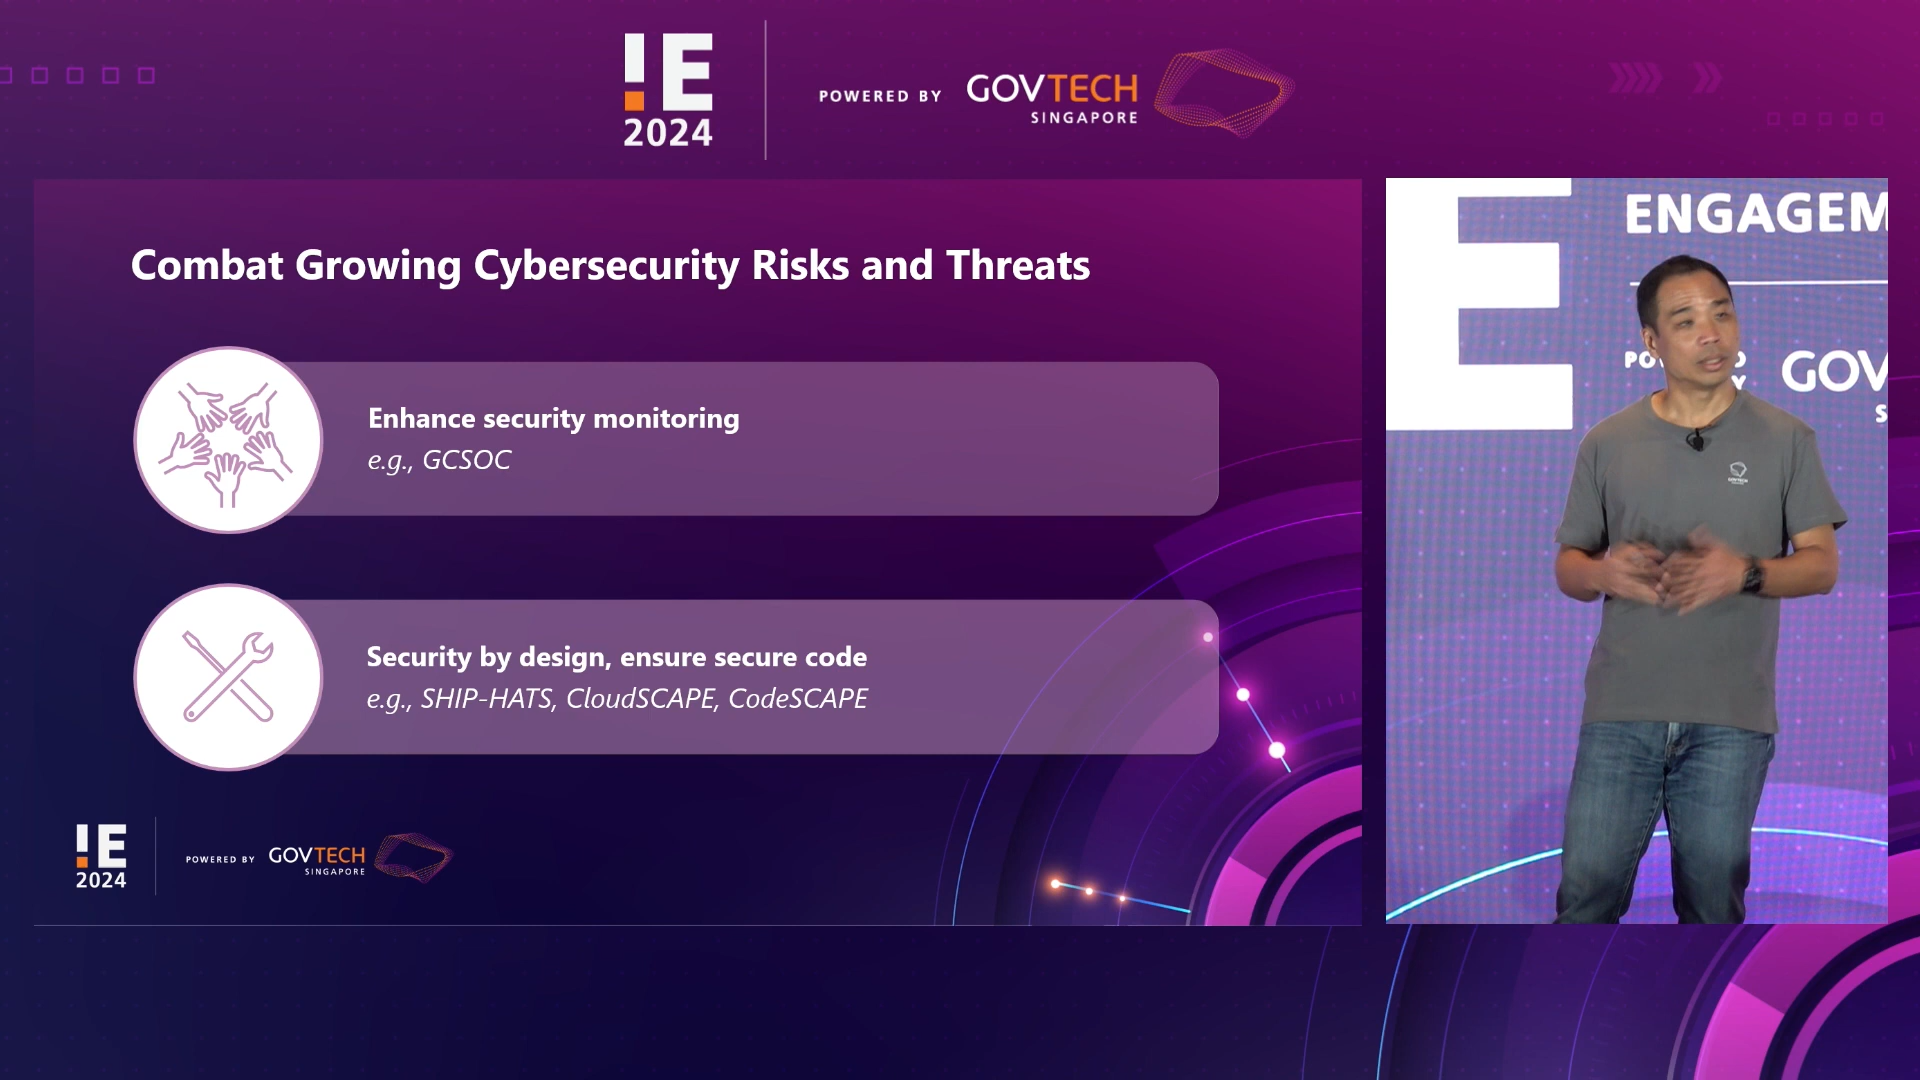 !E
2024
POWERED BY
GOVTECH
SINGAPORE
Combat Growing Cybersecurity Risks and Threats
Enhance security monitoring
e.g., GCSOC
Security by design, ensure secure code
e.g., SHIP-HATS, CloudSCAPE, CodeSCAPE
!E
2024
POWERED BY
GOVTECH
SINGAPORE
E
ENGAGEM
GOV
S
GOVTECH